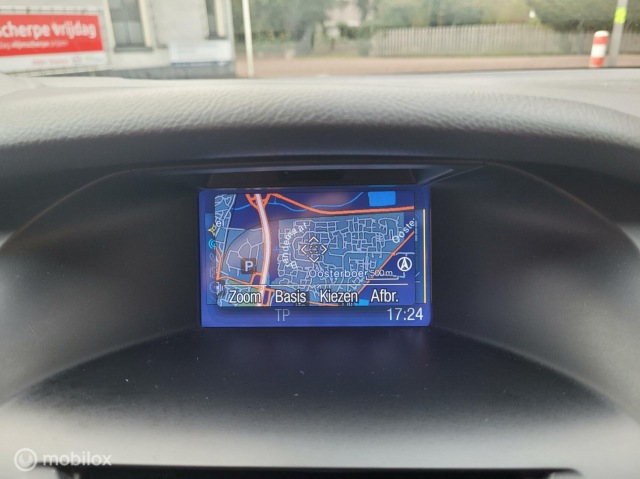 scherpe vrijdag
P
Oosterboer
500m
Zoom Basis Kiezen Afbr.
TP 17:24
mobilox